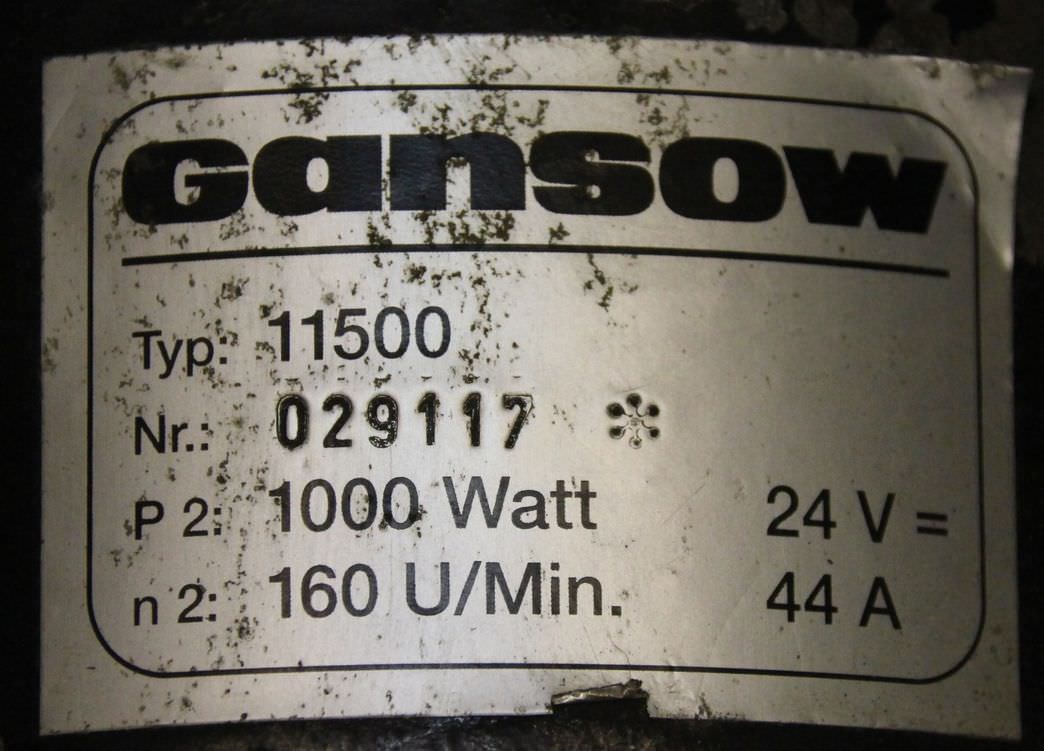 Gansow
Typ: 11500
Nr.: 029117
P 2: 1000 Watt 24 V =
n 2: 160 U/Min. 44 A